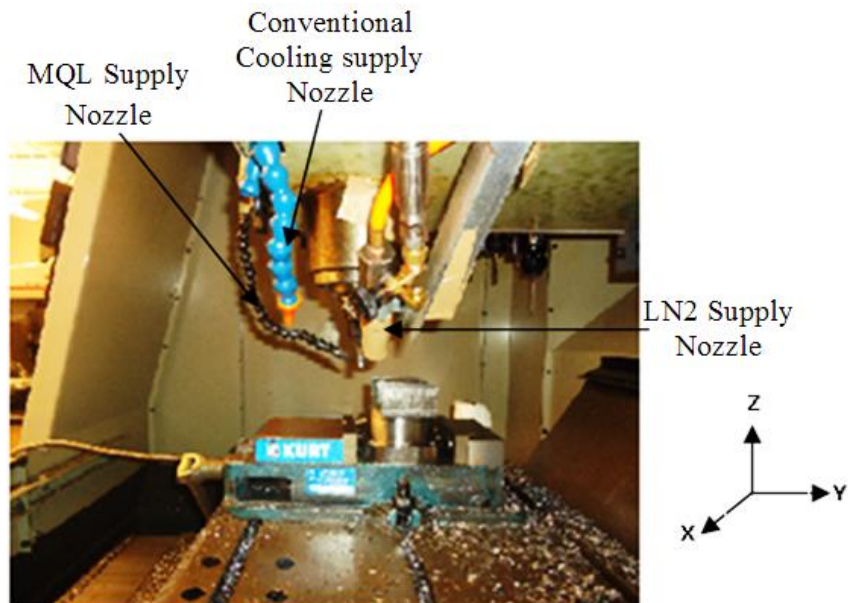 Conventional
Cooling supply
Nozzle
MQL Supply
Nozzle
LN2 Supply
Nozzle
KURT
Z
Y
X